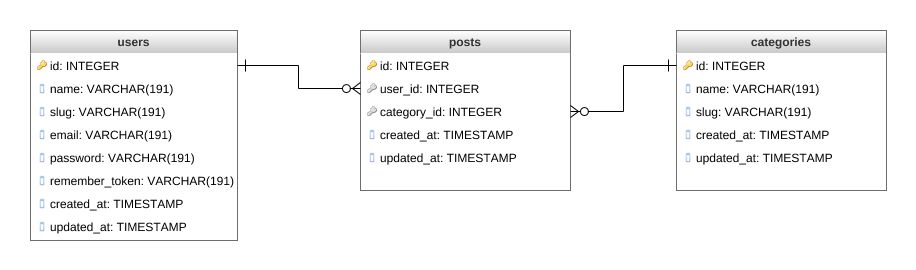 users
id: INTEGER
name: VARCHAR(191)
slug: VARCHAR(191)
email: VARCHAR(191)
password: VARCHAR(191)
remember_token: VARCHAR(191)
created_at: TIMESTAMP
updated_at: TIMESTAMP
posts
id: INTEGER
user_id: INTEGER
category_id: INTEGER
created_at: TIMESTAMP
updated_at: TIMESTAMP
categories
id: INTEGER
name: VARCHAR(191)
slug: VARCHAR(191)
created_at: TIMESTAMP
updated_at: TIMESTAMP